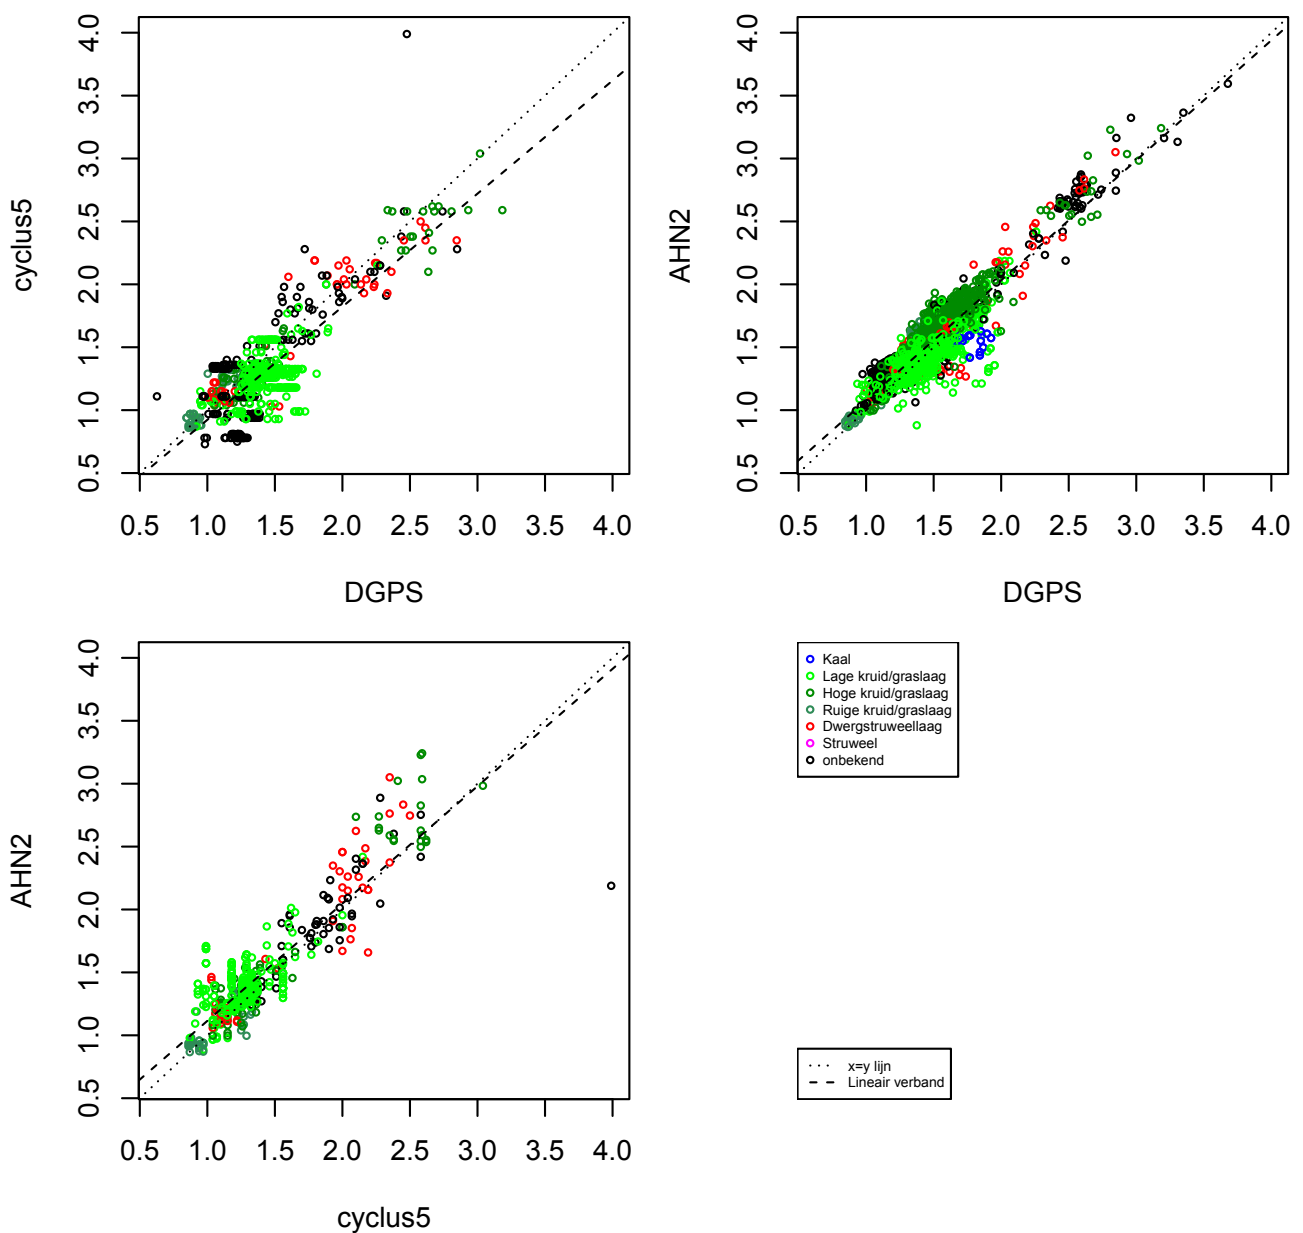 0.5 1.0 1.5 2.0 2.5 3.0 3.5 4.0
cyclus5
0.5 1.0 1.5 2.0 2.5 3.0 3.5 4.0
DGPS
0.5 1.0 1.5 2.0 2.5 3.0 3.5 4.0
AHN2
0.5 1.0 1.5 2.0 2.5 3.0 3.5 4.0
DGPS
0.5 1.0 1.5 2.0 2.5 3.0 3.5 4.0
AHN2
0.5 1.0 1.5 2.0 2.5 3.0 3.5 4.0
cyclus5
Kaal
Lage kruid/graslaag
Hoge kruid/graslaag
Ruige kruid/graslaag
Dwergstruweellaag
Struweel
onbekend
x=y lijn
Lineair verband